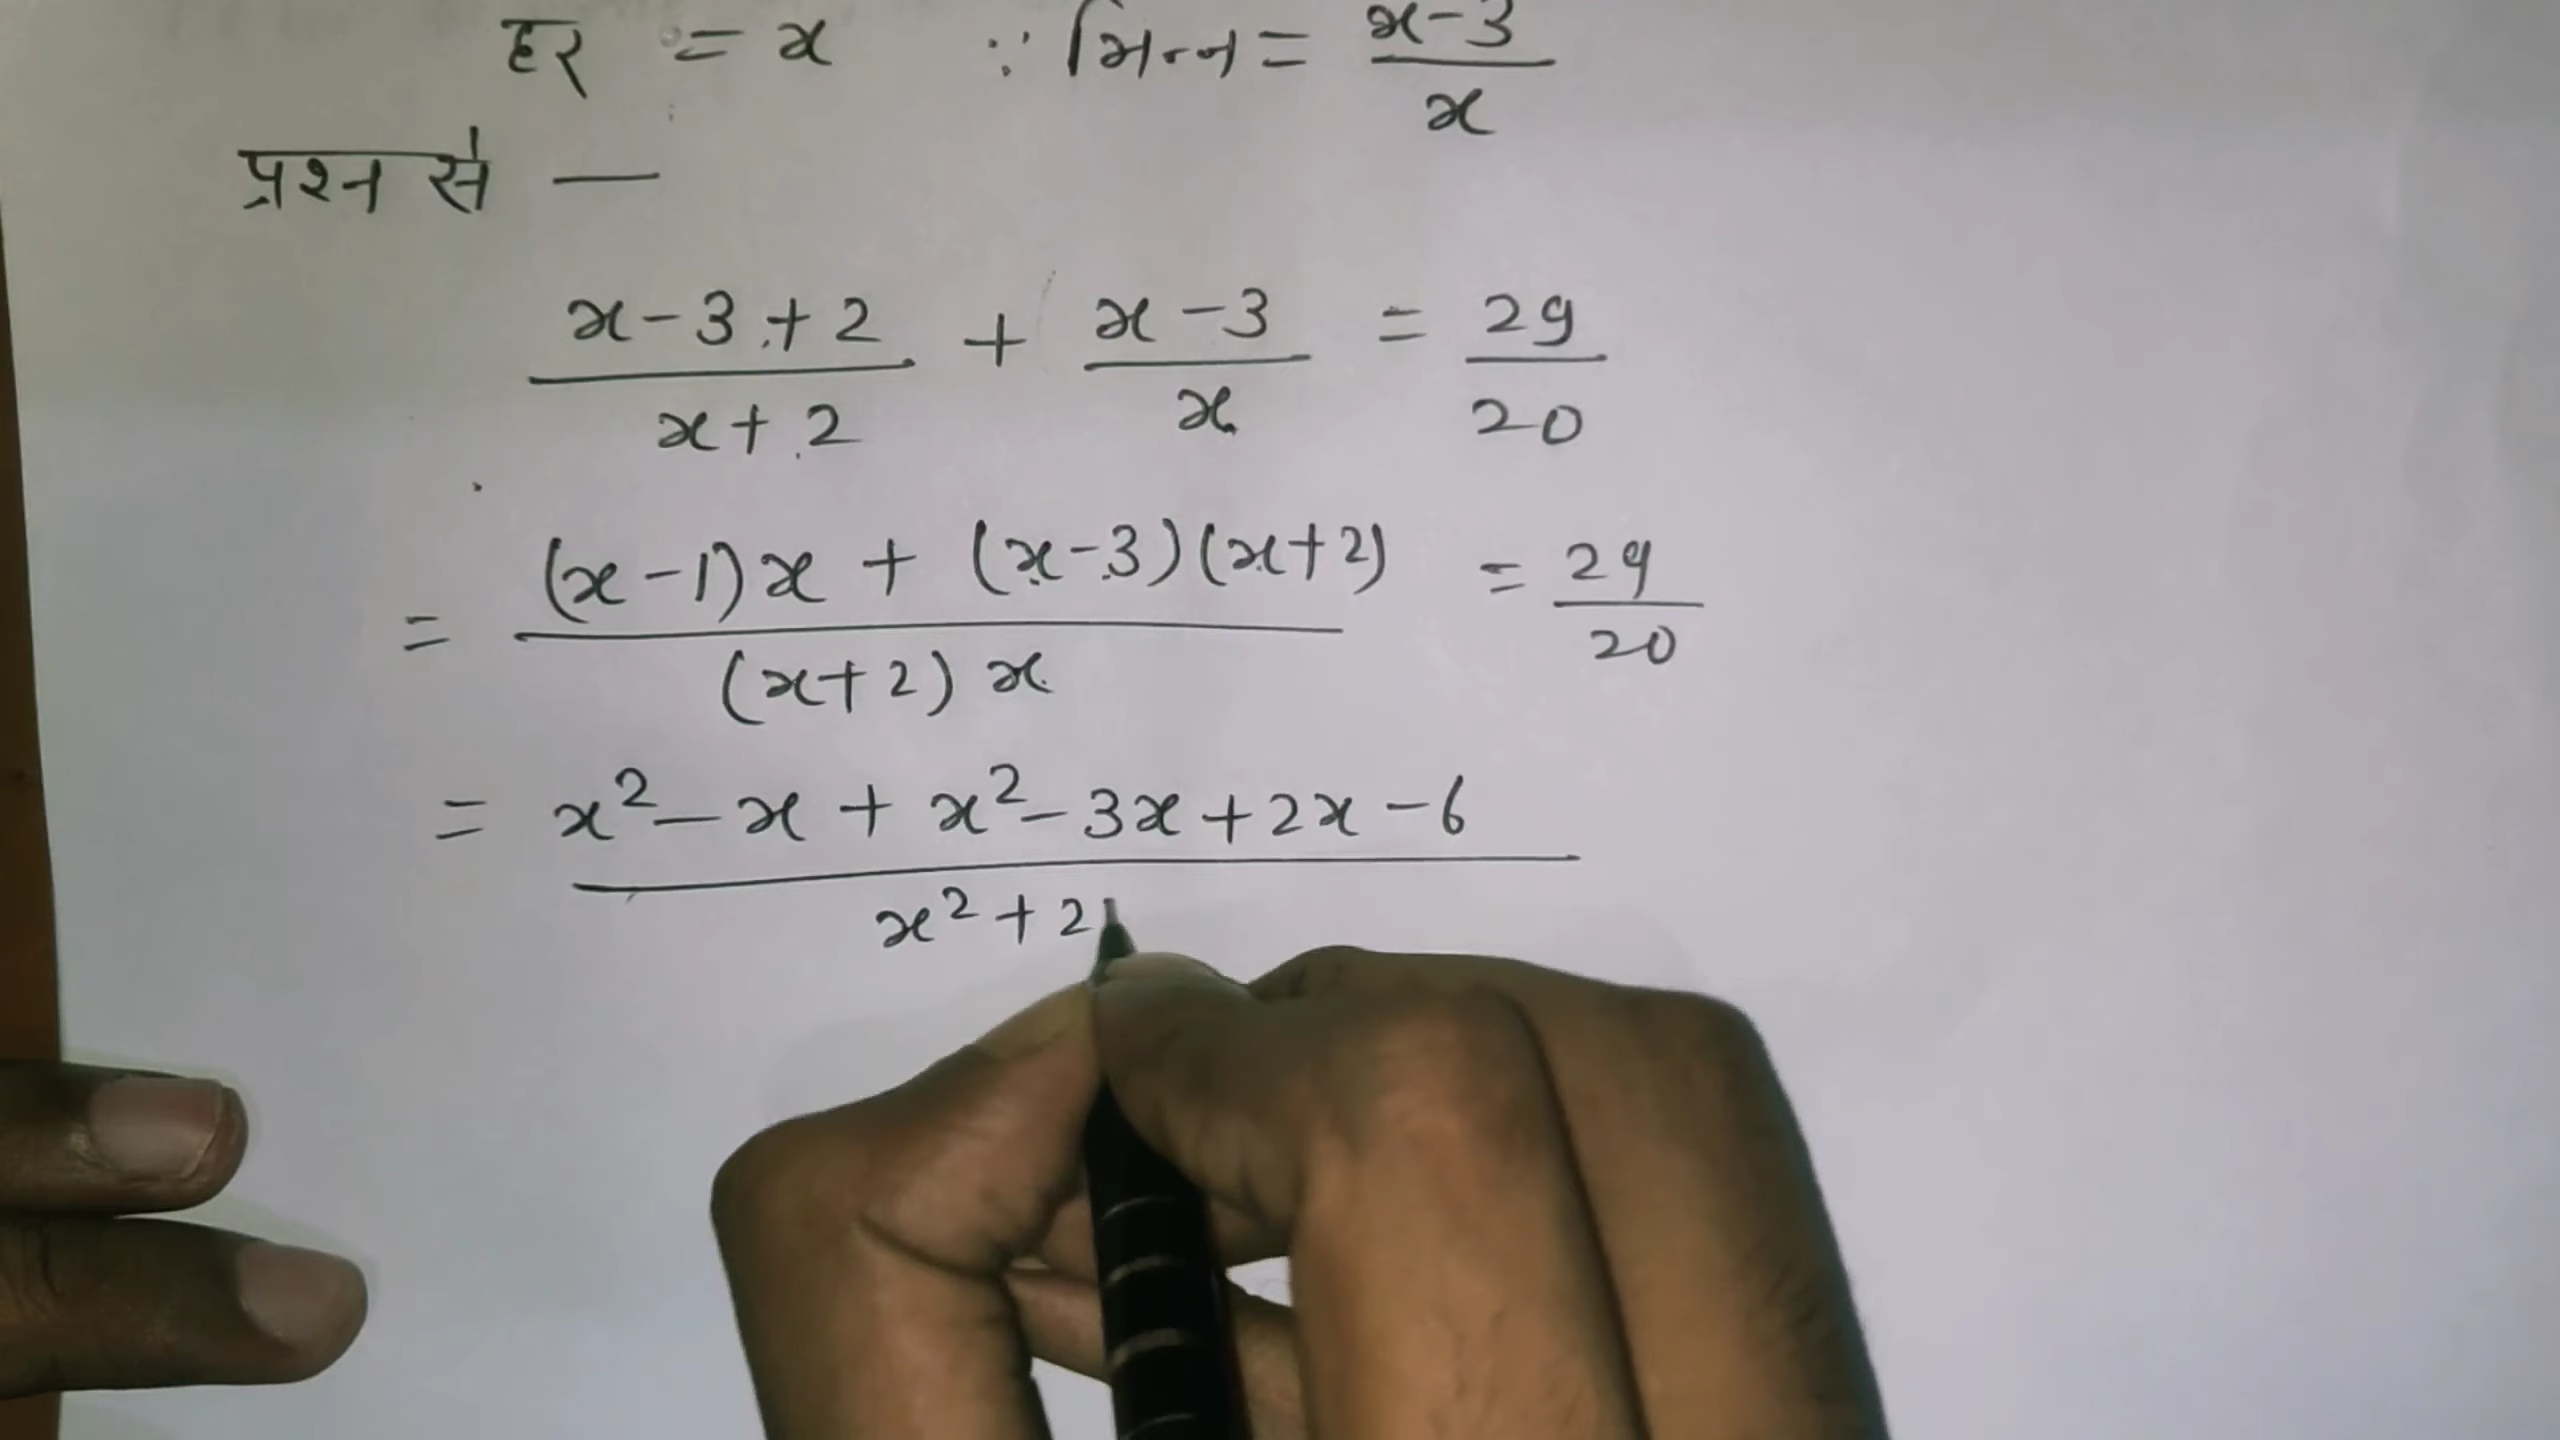 हर = x ∵ भिन्न = x-3/x
प्रश्न से —
x-3+2/x+2 + x-3/x = 29/20
= (x-1)x + (x-3)(x+2)/(x+2)x = 29/20
= x²-x + x²-3x+2x-6/x²+2